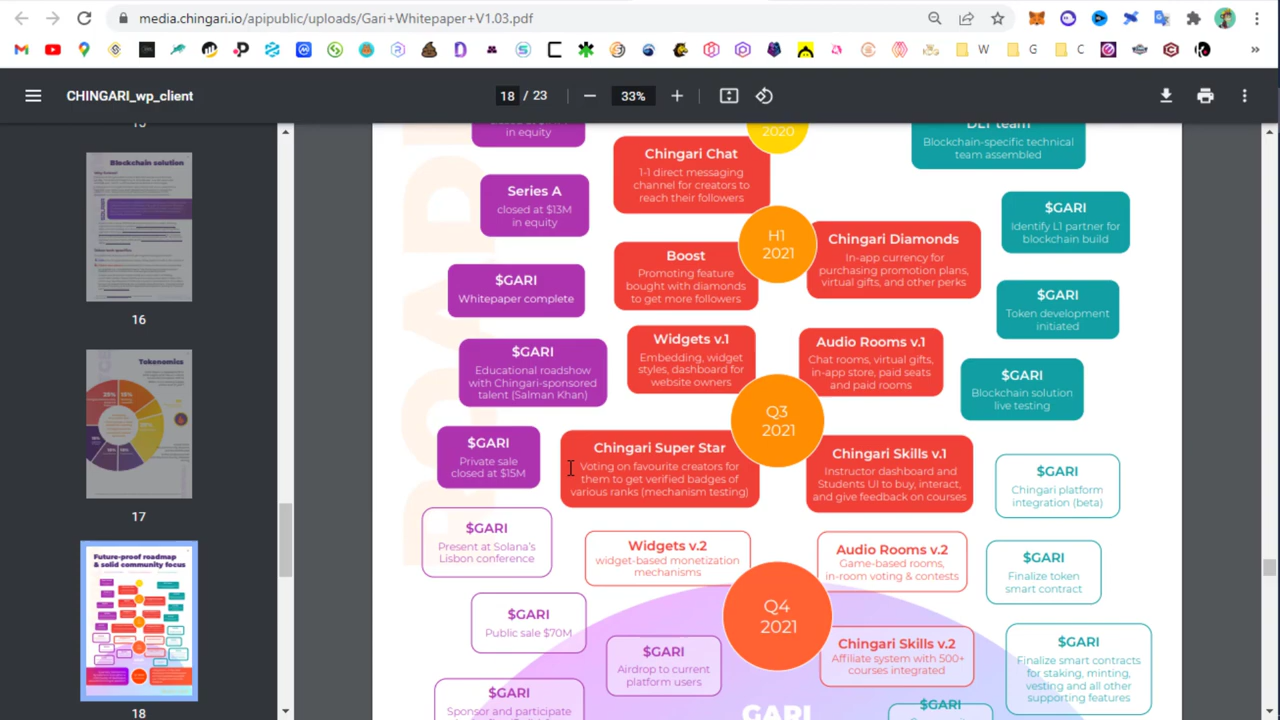 media.chingari.io/apipublic/uploads/Gari+Whitepaper+V1.03.pdf
W
G
C
CHINGARI_wp_client
18 / 23
33%
15
Blockchain solution
16
Tokenomics
17
Future-proof roadmap
& solid community focus
18
in equity
2020
DLT team
Blockchain-specific technical
team assembled
Chingari Chat
1-1 direct messaging
channel for creators to
reach their followers
Series A
closed at $13M
in equity
$GARI
Identify L1 partner for
blockchain build
H1
2021
Chingari Diamonds
In-app currency for
purchasing promotion plans,
virtual gifts, and other perks
Boost
Promoting feature
bought with diamonds
to get more followers
$GARI
Whitepaper complete
$GARI
Token development
initiated
Widgets v.1
Embedding, widget
styles, dashboard for
website owners
Audio Rooms v.1
Chat rooms, virtual gifts,
in-app store, paid seats
and paid rooms
$GARI
Educational roadshow
with Chingari-sponsored
talent (Salman Khan)
$GARI
Blockchain solution
live testing
Q3
2021
$GARI
Private sale
closed at $15M
Chingari Super Star
Voting on favourite creators for
them to get verified badges of
various ranks (mechanism testing)
Chingari Skills v.1
Instructor dashboard and
Students UI to buy, interact,
and give feedback on courses
$GARI
Chingari platform
integration (beta)
$GARI
Present at Solana's
Lisbon conference
Widgets v.2
widget-based monetization
mechanisms
Audio Rooms v.2
Game-based rooms,
in-room voting & contests
$GARI
Finalize token
smart contract
Q4
2021
$GARI
Public sale $70M
$GARI
Airdrop to current
platform users
Chingari Skills v.2
Affiliate system with 500+
courses integrated
$GARI
Finalize smart contracts
for staking, minting,
vesting and all other
supporting features
$GARI
Sponsor and participate
GARI
$GARI